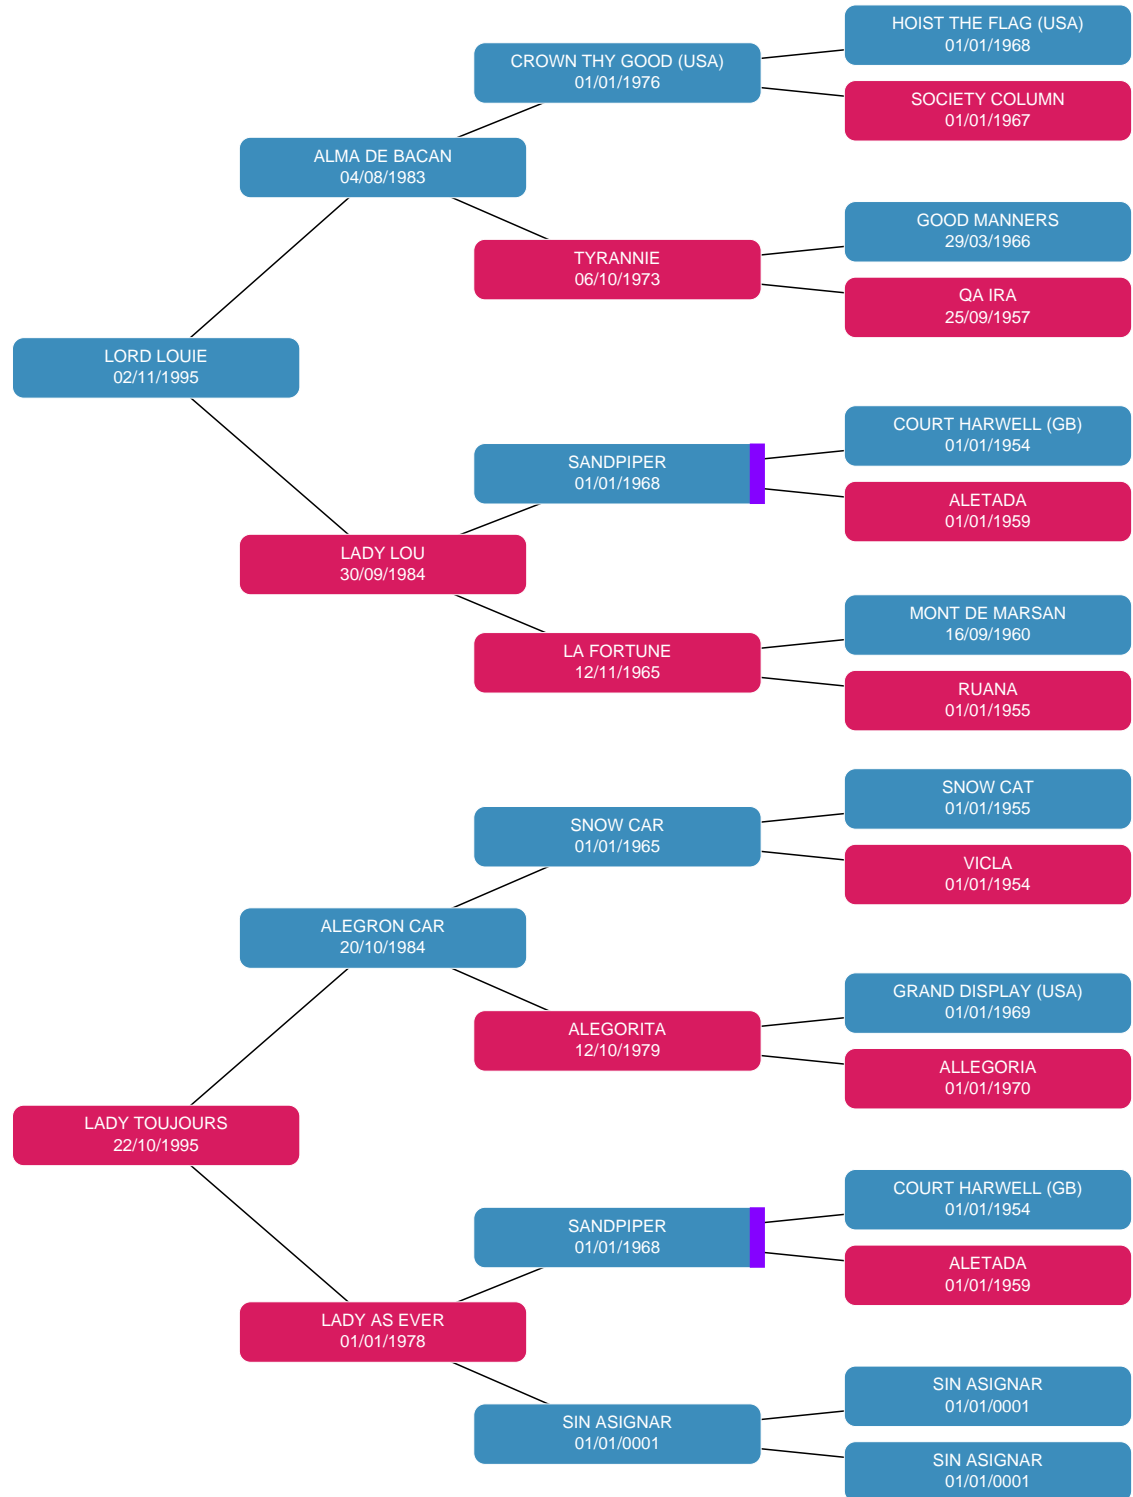 HOIST THE FLAG (USA)
01/01/1968
CROWN THY GOOD (USA)
01/01/1976
SOCIETY COLUMN
01/01/1967
ALMA DE BACAN
04/08/1983
GOOD MANNERS
29/03/1966
TYRANNIE
06/10/1973
QA IRA
25/09/1957
LORD LOUIE
02/11/1995
COURT HARWELL (GB)
01/01/1954
SANDPIPER
01/01/1968
ALETADA
01/01/1959
LADY LOU
30/09/1984
MONT DE MARSAN
16/09/1960
LA FORTUNE
12/11/1965
RUANA
01/01/1955
SNOW CAT
01/01/1955
SNOW CAR
01/01/1965
VICLA
01/01/1954
ALEGRON CAR
20/10/1984
GRAND DISPLAY (USA)
01/01/1969
ALEGORITA
12/10/1979
ALLEGORIA
01/01/1970
LADY TOUJOURS
22/10/1995
COURT HARWELL (GB)
01/01/1954
SANDPIPER
01/01/1968
ALETADA
01/01/1959
LADY AS EVER
01/01/1978
SIN ASIGNAR
01/01/0001
SIN ASIGNAR
01/01/0001
SIN ASIGNAR
01/01/0001